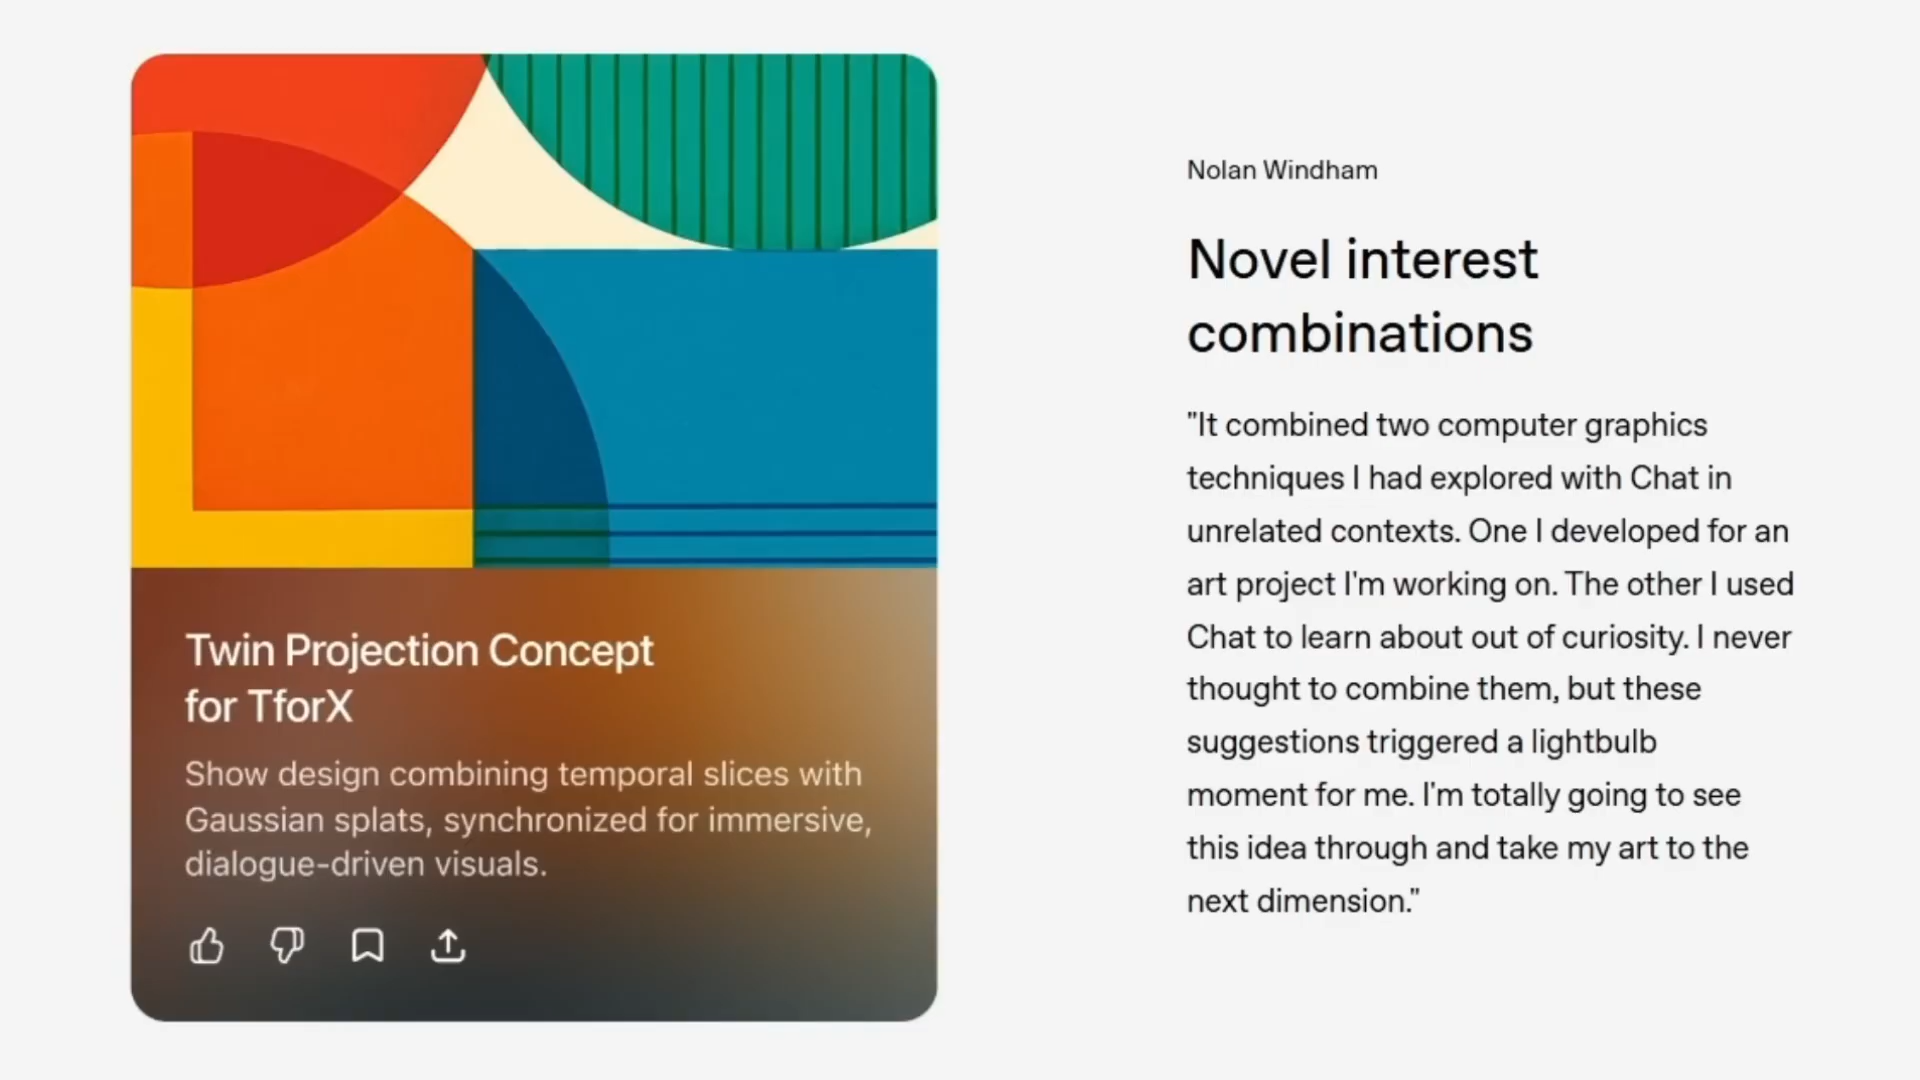 Twin Projection Concept
for TforX
Show design combining temporal slices with
Gaussian splats, synchronized for immersive,
dialogue-driven visuals.
Nolan Windham
Novel interest
combinations
"It combined two computer graphics
techniques I had explored with Chat in
unrelated contexts. One I developed for an
art project I'm working on. The other I used
Chat to learn about out of curiosity. I never
thought to combine them, but these
suggestions triggered a lightbulb
moment for me. I'm totally going to see
this idea through and take my art to the
next dimension."